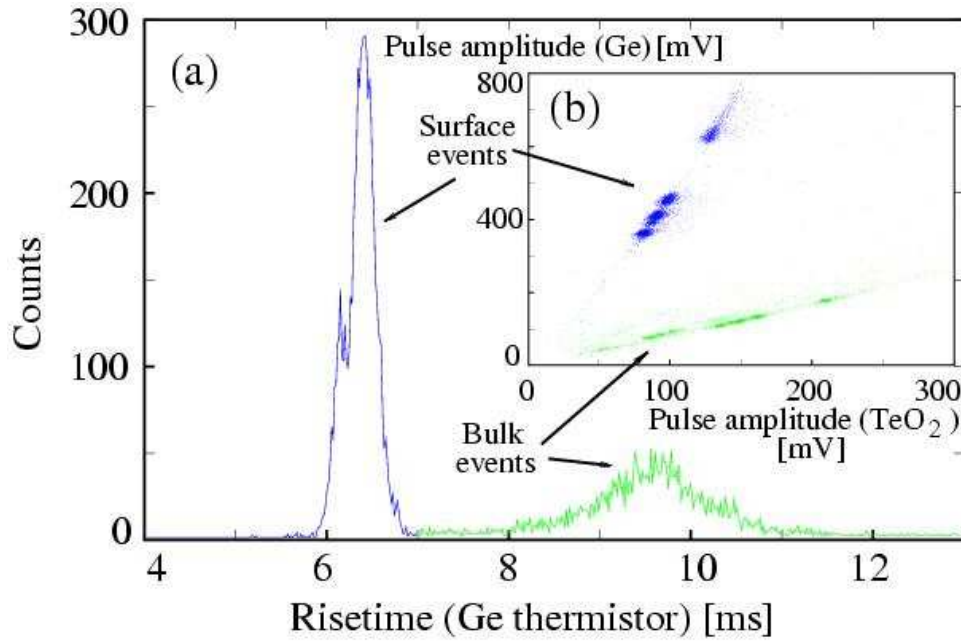 300
200
100
0
Counts
4
6
8
10
12
Risetime (Ge thermistor) [ms]
(a)
Surface
events
Bulk
events
Pulse amplitude (Ge) [mV]
(b)
800
400
0
0
100
200
300
Pulse amplitude (TeO₂)
[mV]